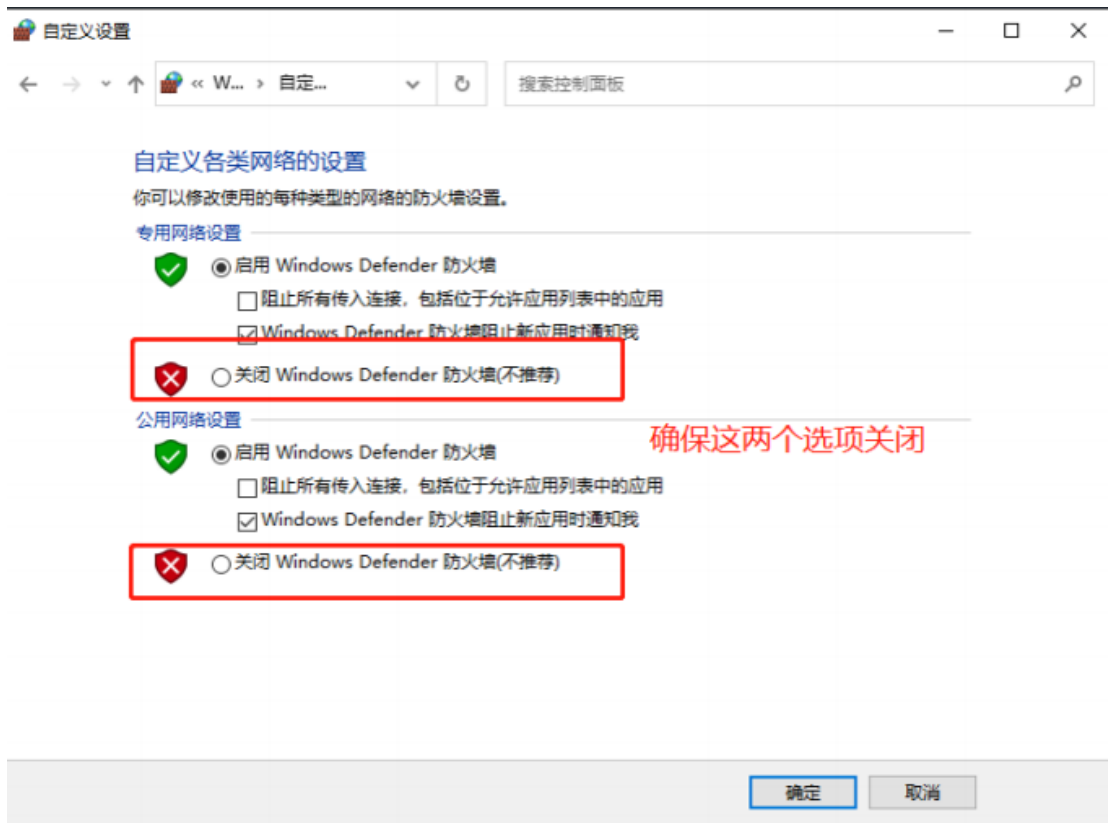 自定义设置
« W... › 自定... 搜索控制面板
自定义各类网络的设置
你可以修改使用的每种类型的网络的防火墙设置。
专用网络设置
启用 Windows Defender 防火墙
阻止所有传入连接，包括位于允许应用列表中的应用
Windows Defender 防火墙阻止新应用时通知我
关闭 Windows Defender 防火墙(不推荐)
公用网络设置
确保这两个选项关闭
启用 Windows Defender 防火墙
阻止所有传入连接，包括位于允许应用列表中的应用
Windows Defender 防火墙阻止新应用时通知我
关闭 Windows Defender 防火墙(不推荐)
确定 取消